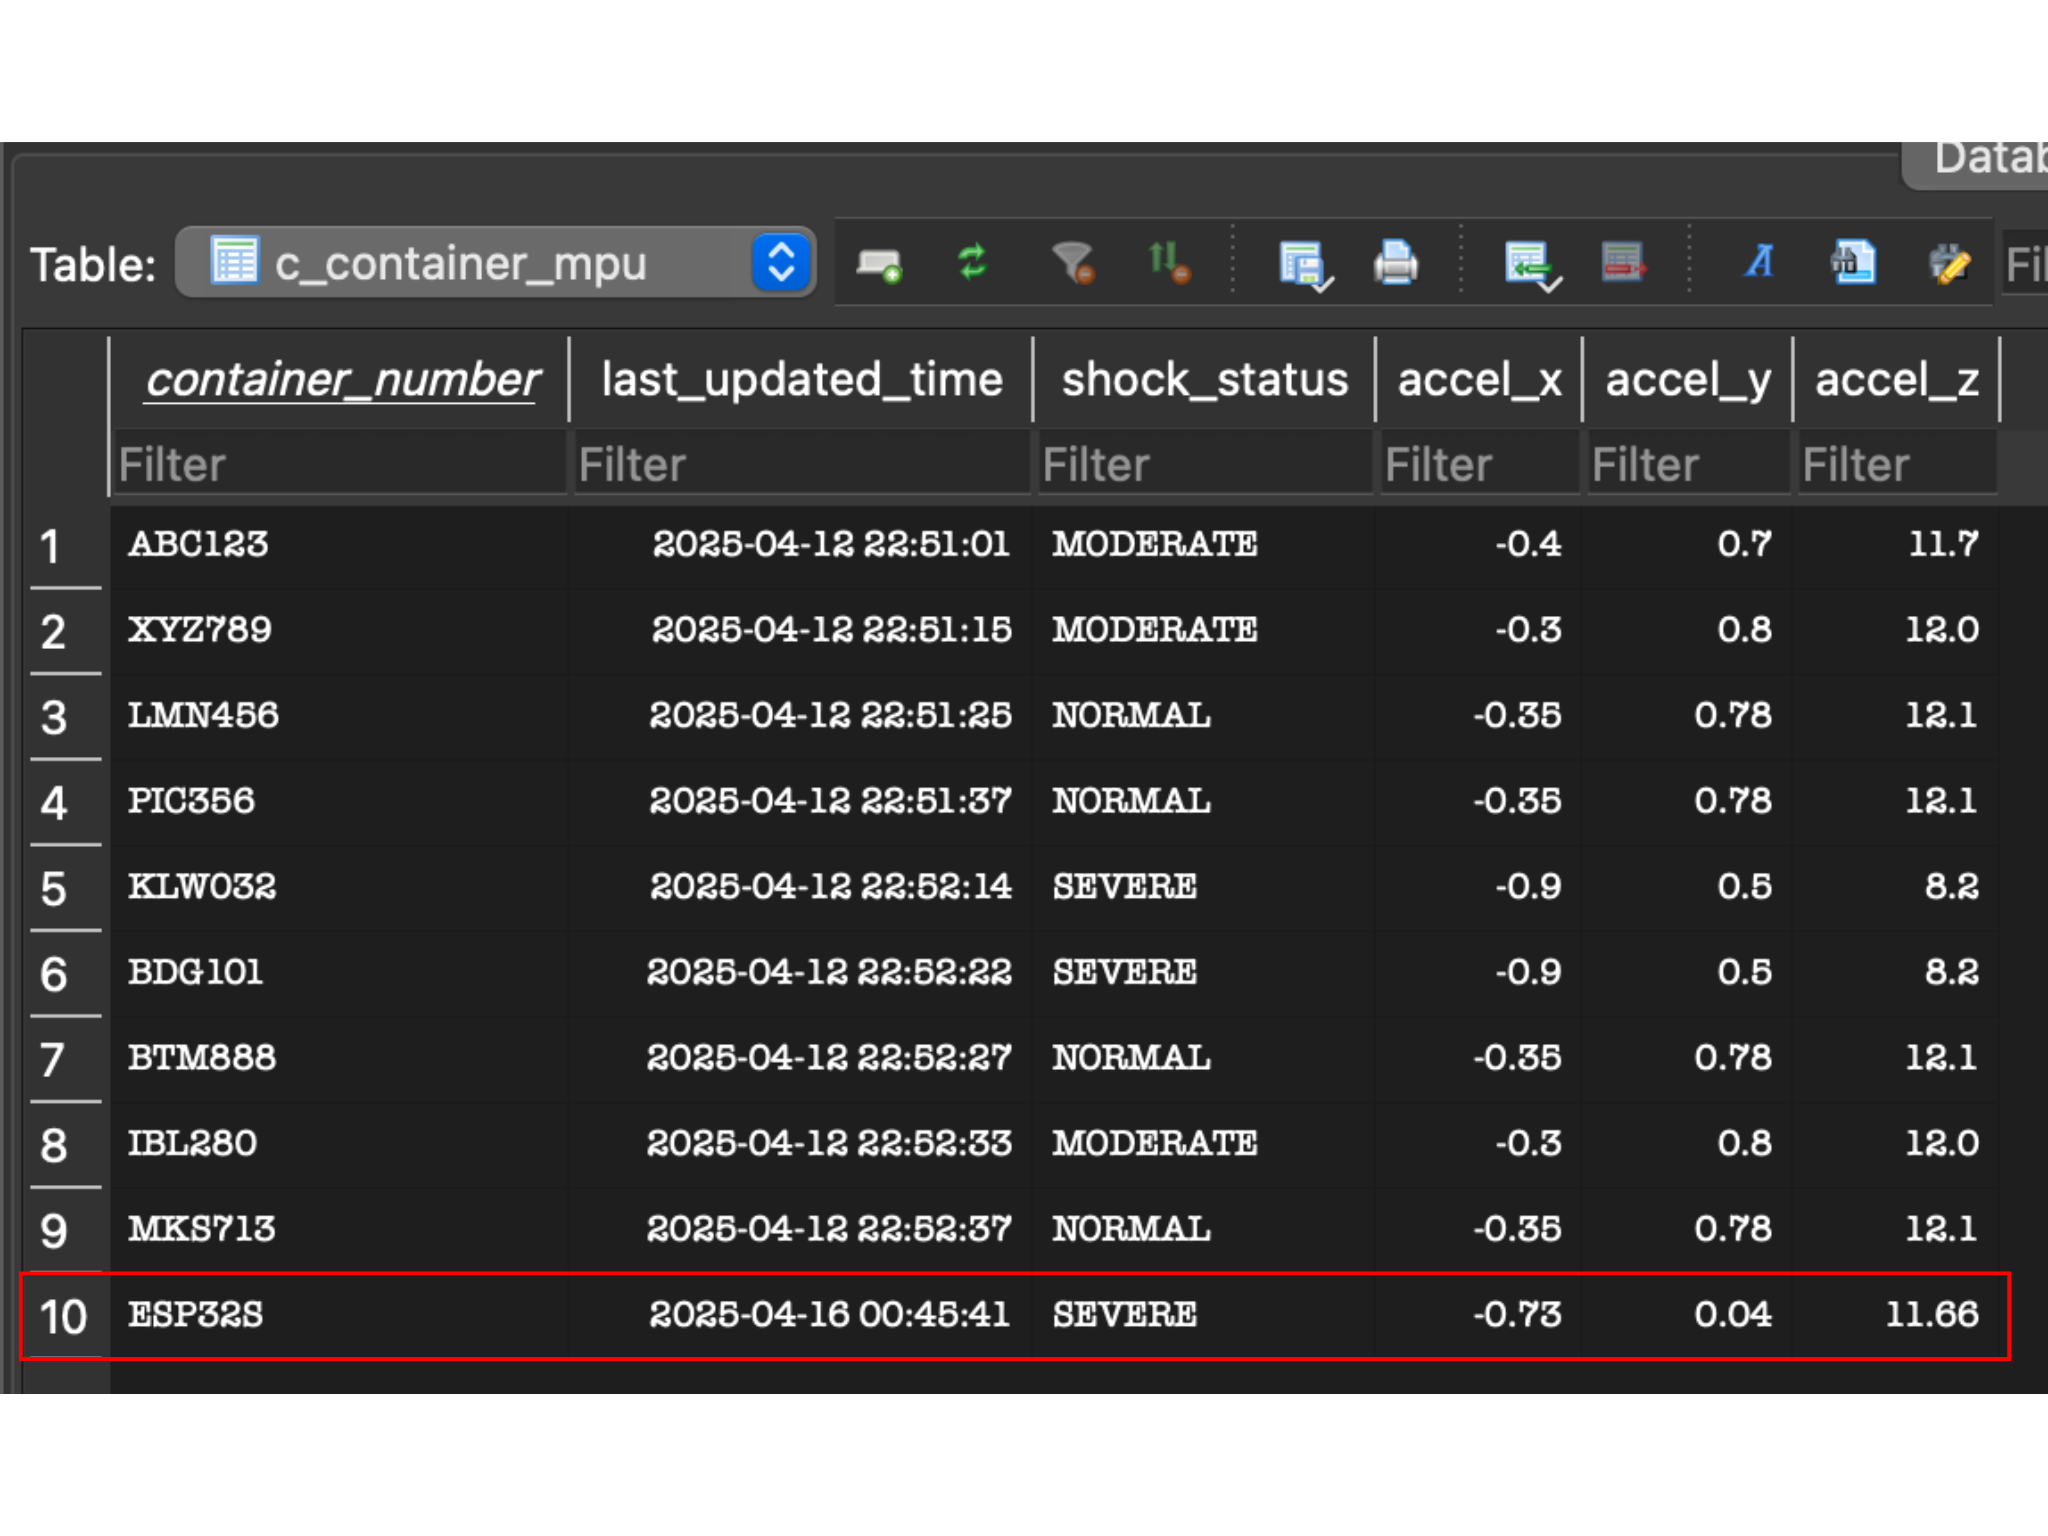 Datab
Table: c_container_mpu A Fil
container_number last_updated_time shock_status accel_x accel_y accel_z
Filter Filter Filter Filter Filter Filter
1 ABC123 2025-04-12 22:51:01 MODERATE -0.4 0.7 11.7
2 XYZ789 2025-04-12 22:51:15 MODERATE -0.3 0.8 12.0
3 LMN456 2025-04-12 22:51:25 NORMAL -0.35 0.78 12.1
4 PIC356 2025-04-12 22:51:37 NORMAL -0.35 0.78 12.1
5 KLW032 2025-04-12 22:52:14 SEVERE -0.9 0.5 8.2
6 BDG101 2025-04-12 22:52:22 SEVERE -0.9 0.5 8.2
7 BTM888 2025-04-12 22:52:27 NORMAL -0.35 0.78 12.1
8 IBL280 2025-04-12 22:52:33 MODERATE -0.3 0.8 12.0
9 MKS713 2025-04-12 22:52:37 NORMAL -0.35 0.78 12.1
10 ESP32S 2025-04-16 00:45:41 SEVERE -0.73 0.04 11.66